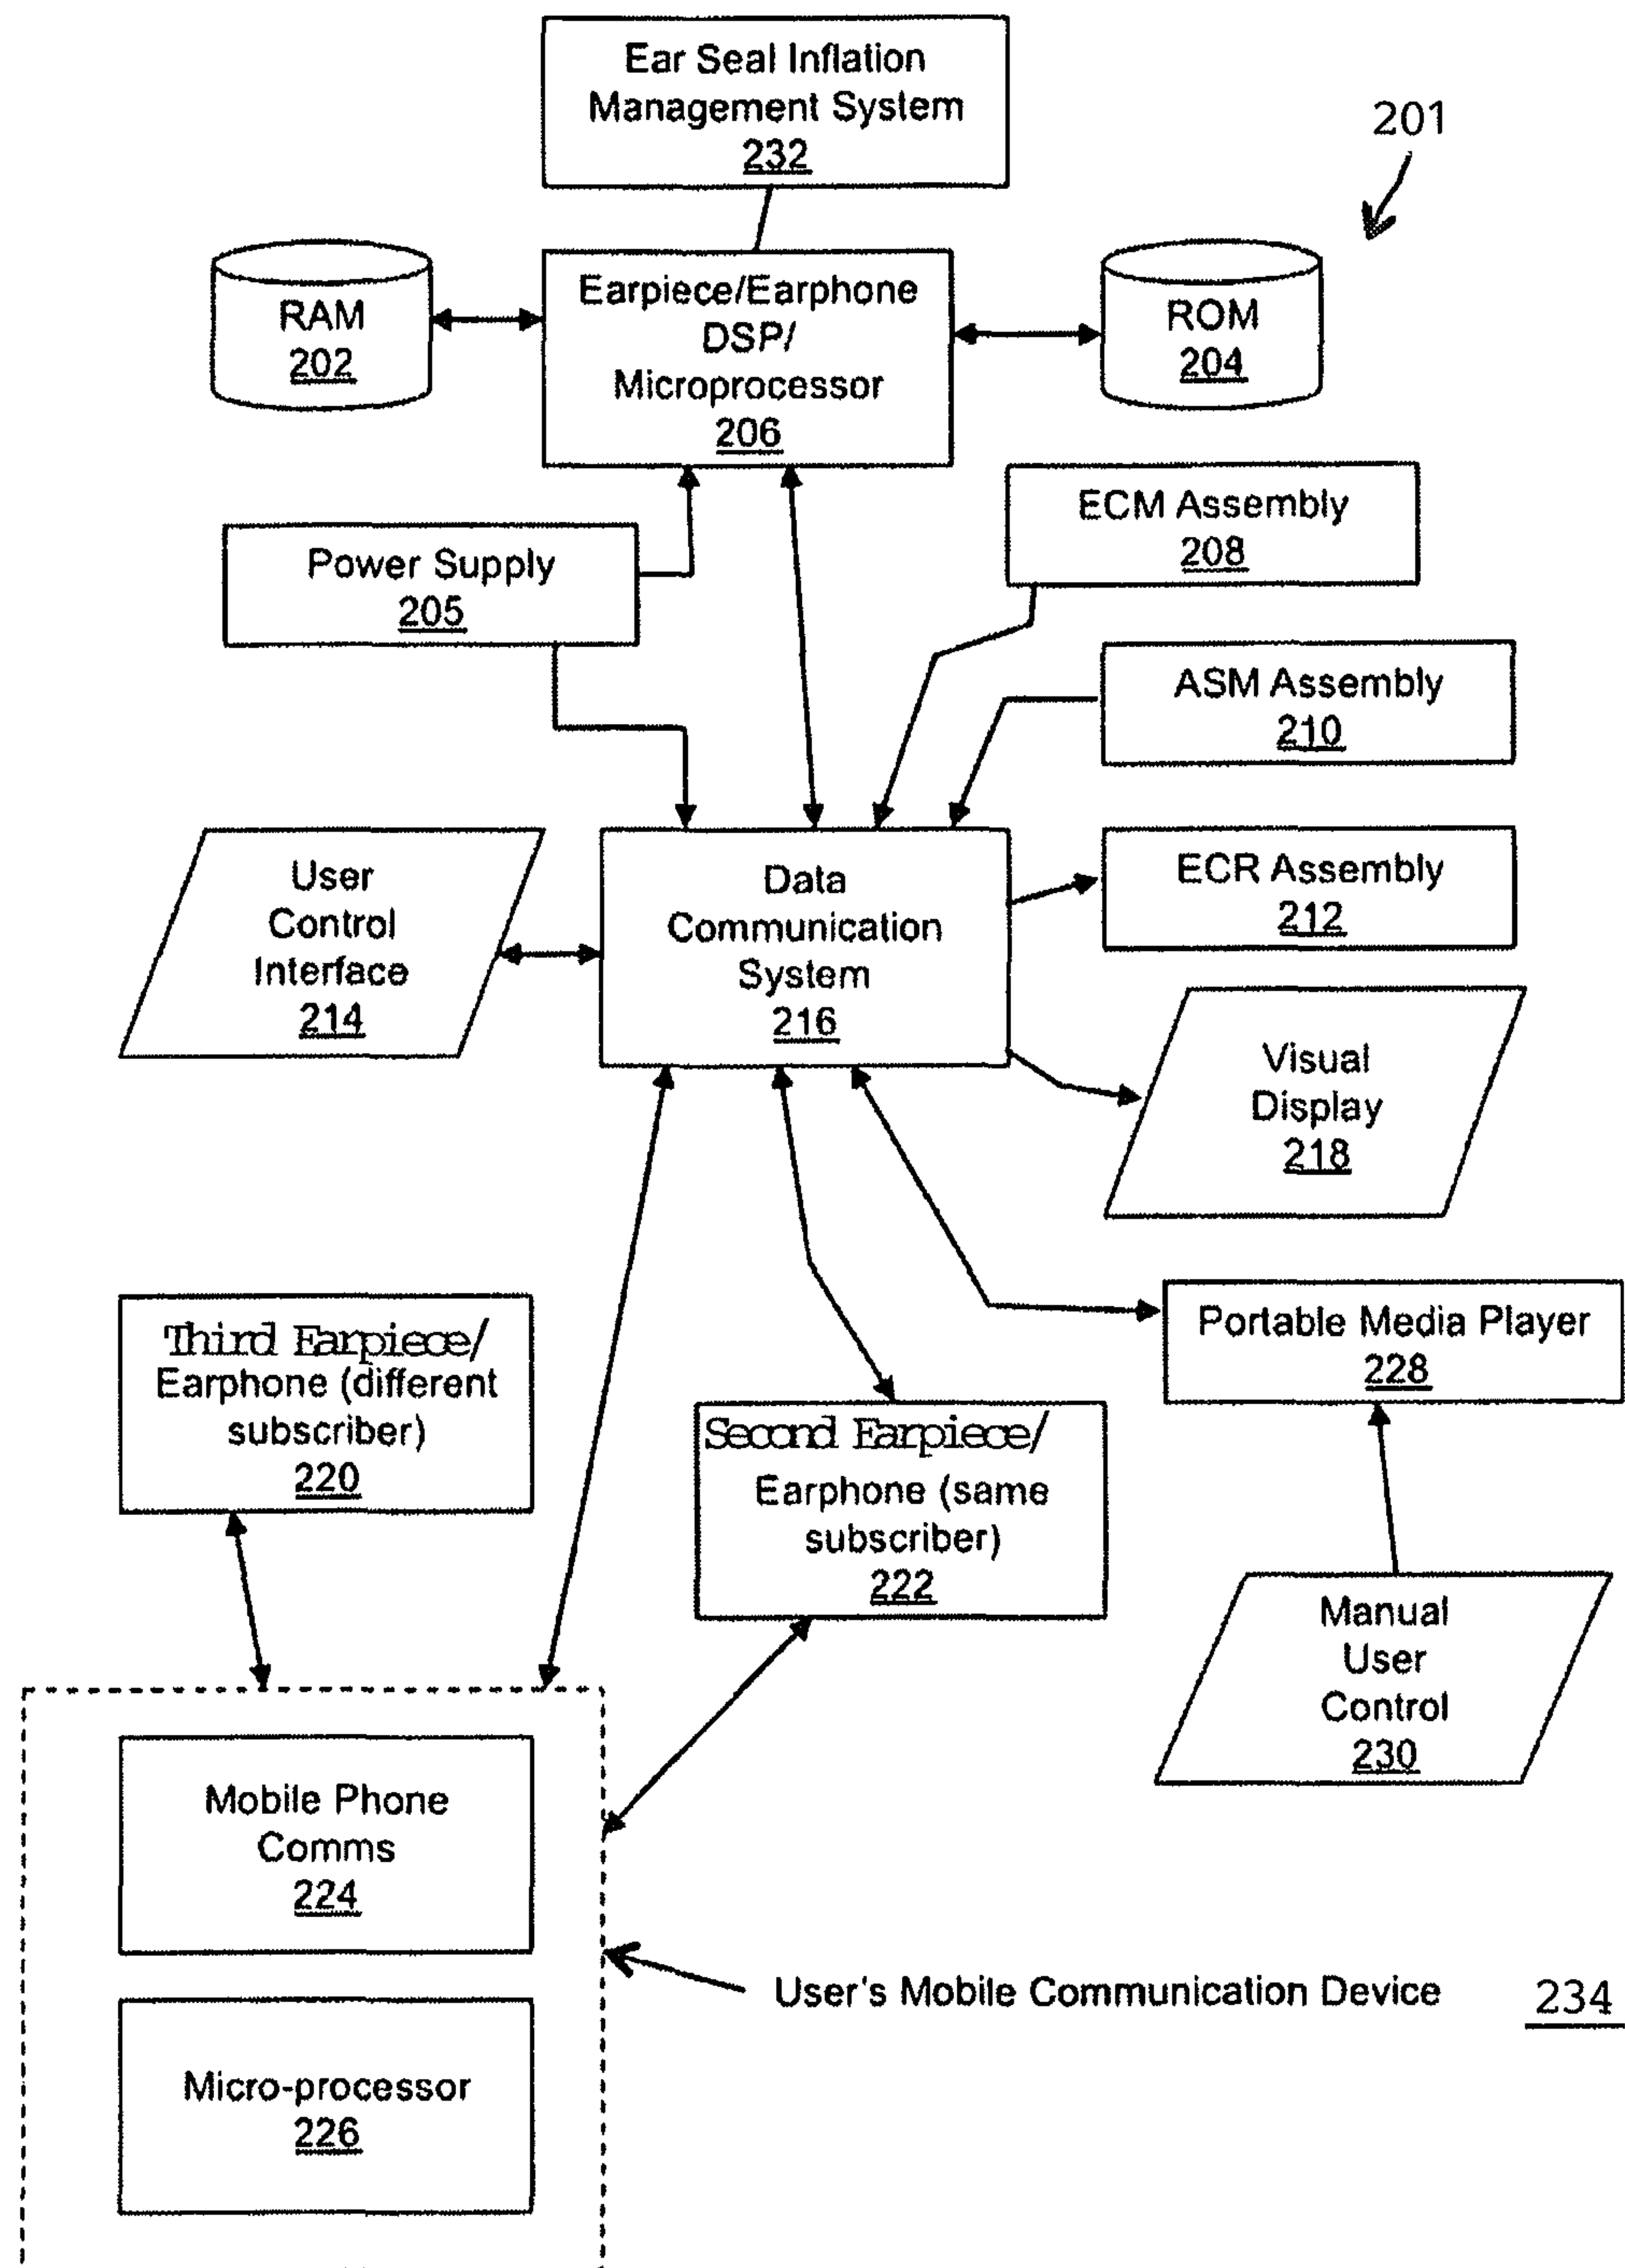 Ear Seal Inflation
Management System
232
201
RAM
202
Earpiece/Earphone
DSP/
Microprocessor
206
ROM
204
ECM Assembly
208
Power Supply
205
ASM Assembly
210
User
Control
Interface
214
Data
Communication
System
216
ECR Assembly
212
Visual
Display
218
Third Earpiece/
Earphone (different
subscriber)
220
Second Earpiece/
Earphone (same
subscriber)
222
Portable Media Player
228
Manual
User
Control
230
Mobile Phone
Comms
224
User's Mobile Communication Device 234
Micro-processor
226